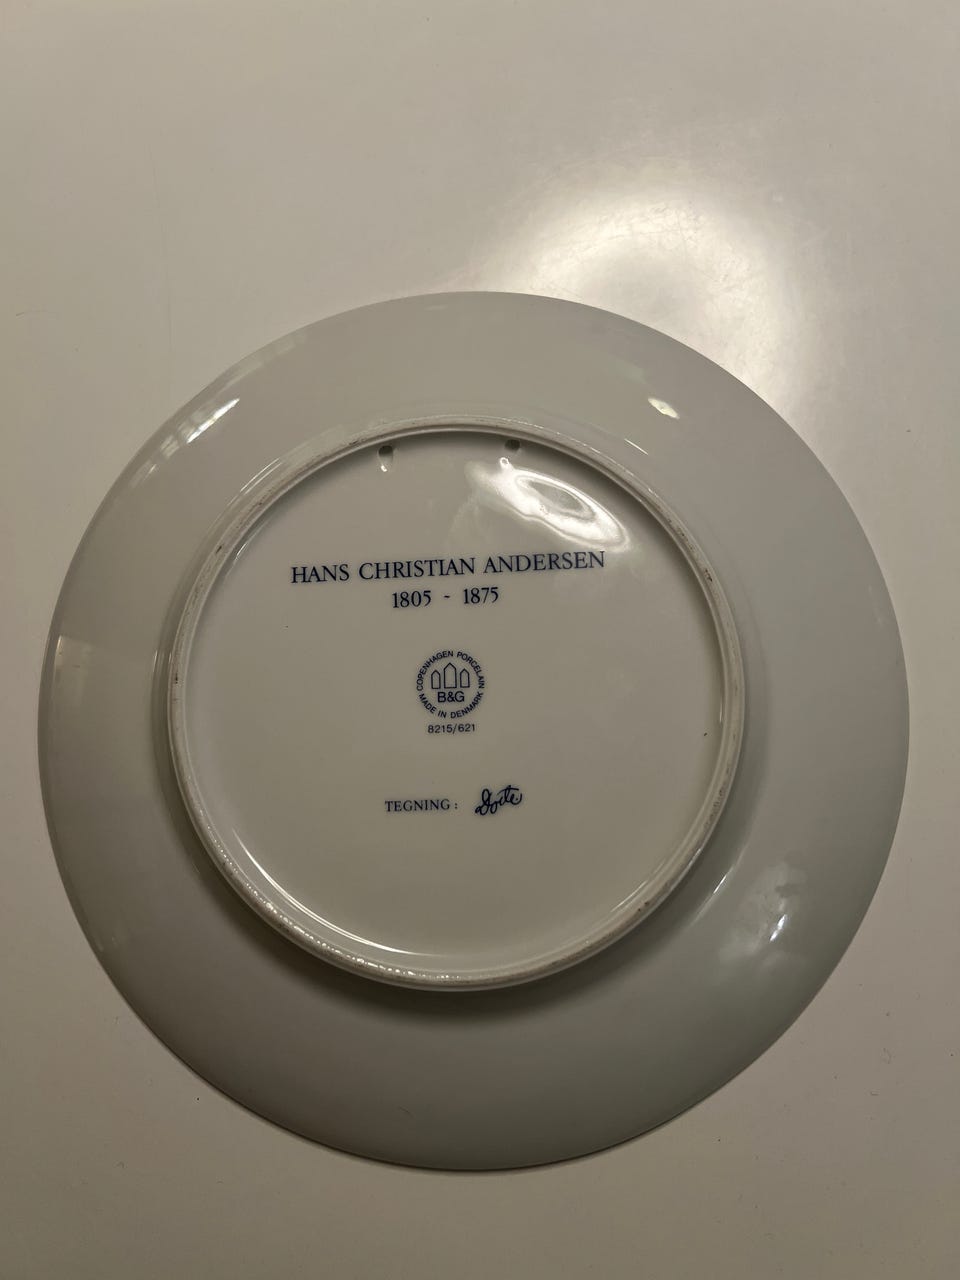 HANS CHRISTIAN ANDERSEN
1805 - 1875
COPENHAGEN PORCELAIN
B&G
MADE IN DENMARK
8215/621
TEGNING: